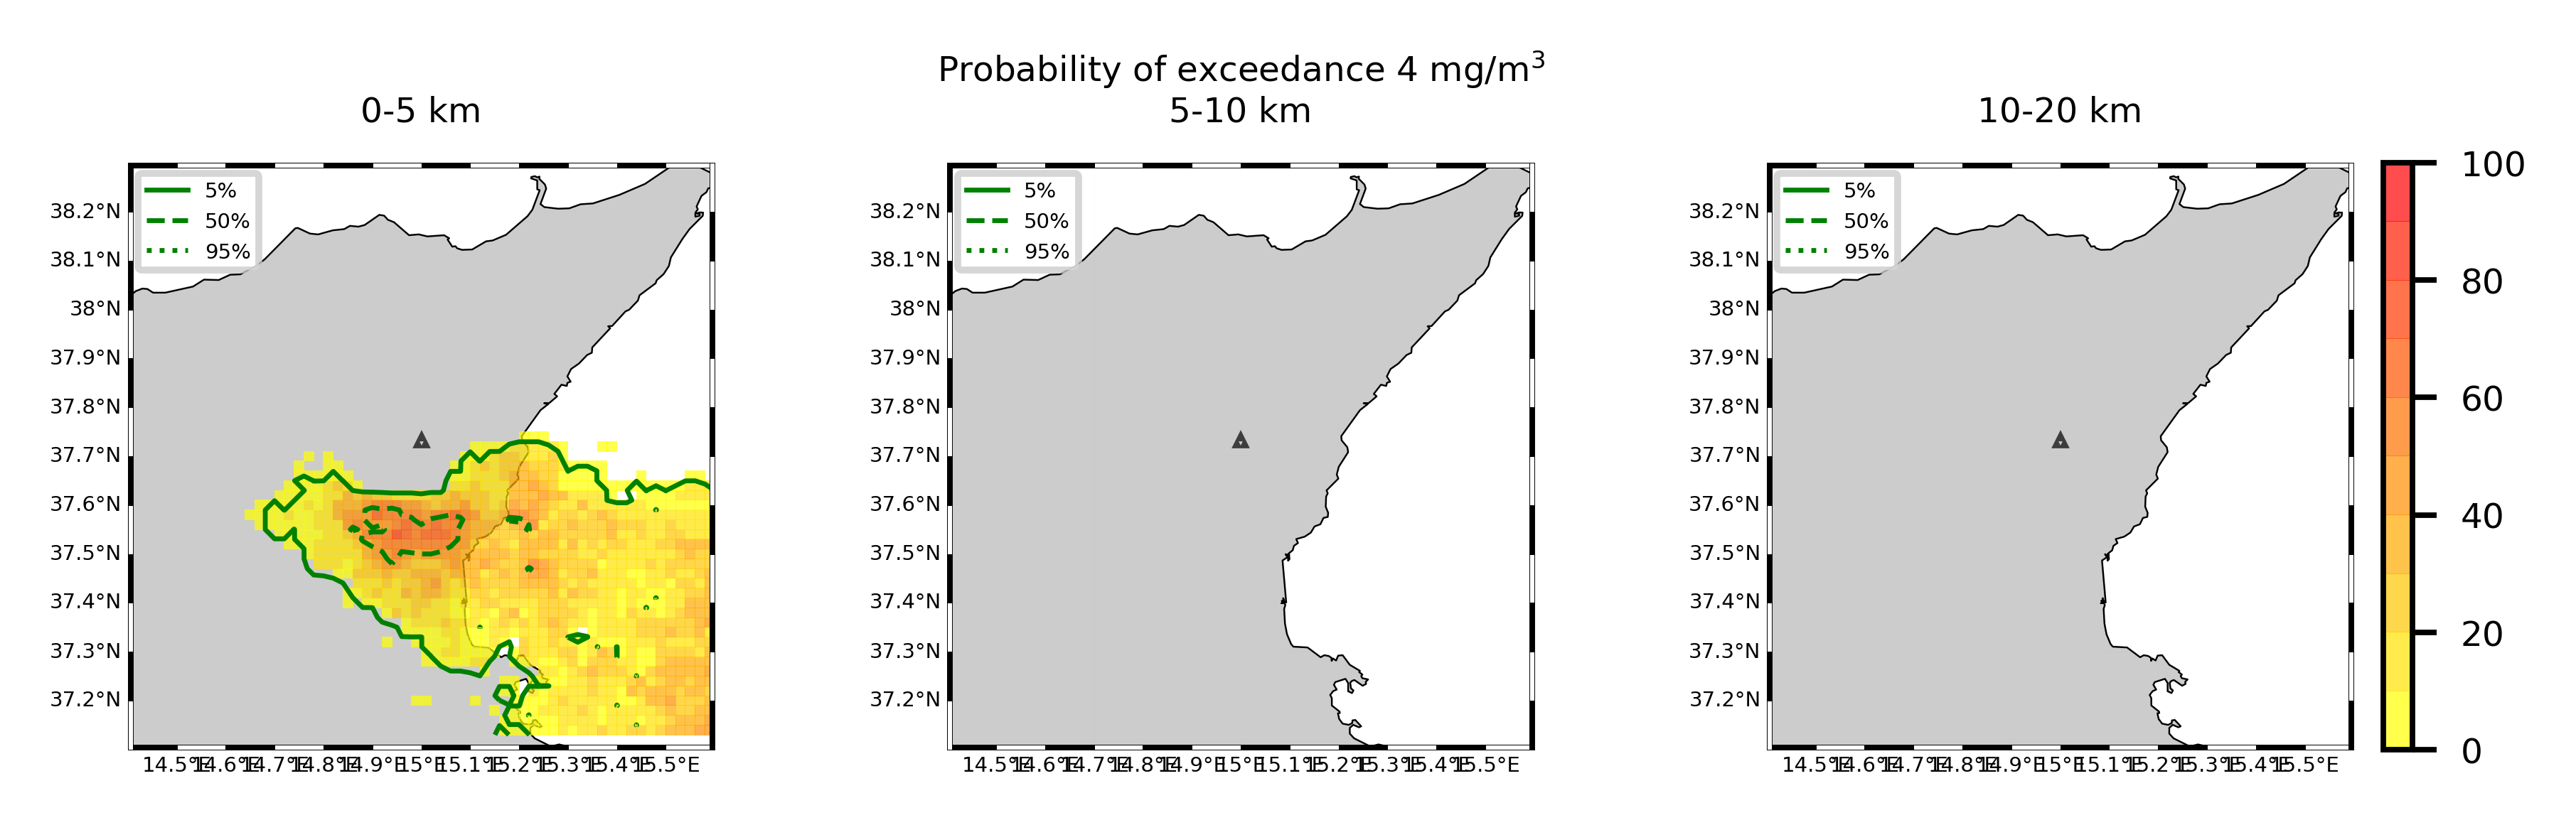 Probability of exceedance 4 mg/m³
0-5 km
5%
50%
95%
38.2°N
38.1°N
38°N
37.9°N
37.8°N
37.7°N
37.6°N
37.5°N
37.4°N
37.3°N
37.2°N
14.5°E 14.6°E 14.7°E 14.8°E 14.9°E 15°E 15.1°E 15.2°E 15.3°E 15.4°E 15.5°E
5-10 km
5%
50%
95%
38.2°N
38.1°N
38°N
37.9°N
37.8°N
37.7°N
37.6°N
37.5°N
37.4°N
37.3°N
37.2°N
14.5°E 14.6°E 14.7°E 14.8°E 14.9°E 15°E 15.1°E 15.2°E 15.3°E 15.4°E 15.5°E
10-20 km
5%
50%
95%
38.2°N
38.1°N
38°N
37.9°N
37.8°N
37.7°N
37.6°N
37.5°N
37.4°N
37.3°N
37.2°N
14.5°E 14.6°E 14.7°E 14.8°E 14.9°E 15°E 15.1°E 15.2°E 15.3°E 15.4°E 15.5°E
100
80
60
40
20
0